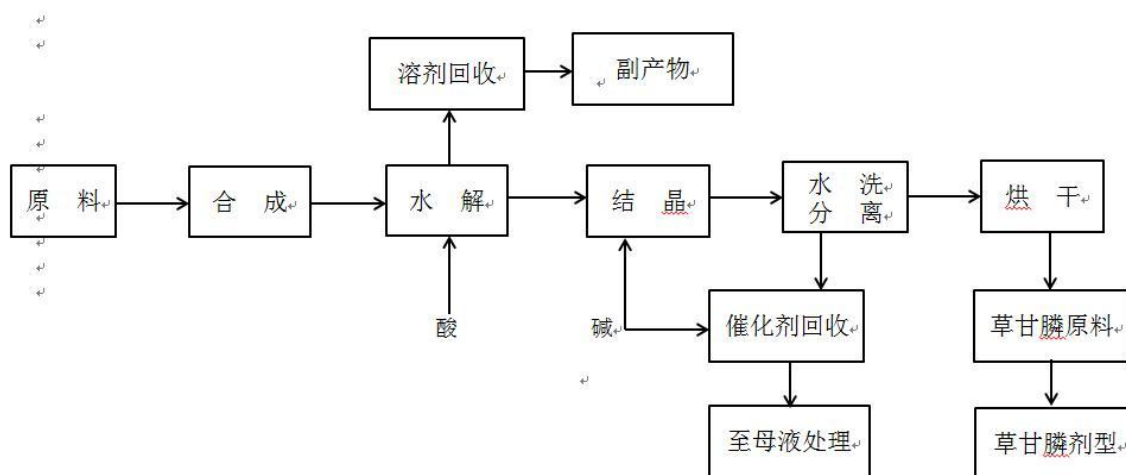 溶剂回收
副产物
原 料
合 成
水 解
结 晶
水 洗
分 离
烘 干
酸
碱
催化剂回收
草甘膦原料
至母液处理
草甘膦剂型